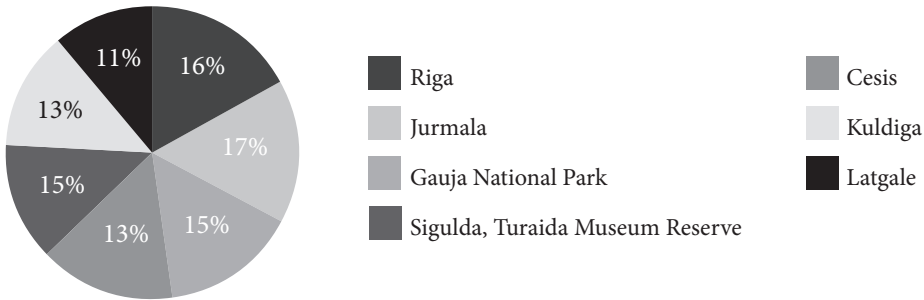 11%
16%
13%
17%
15%
13%
15%
Riga
Jurmala
Gauja National Park
Sigulda, Turaida Museum Reserve
Cesis
Kuldiga
Latgale